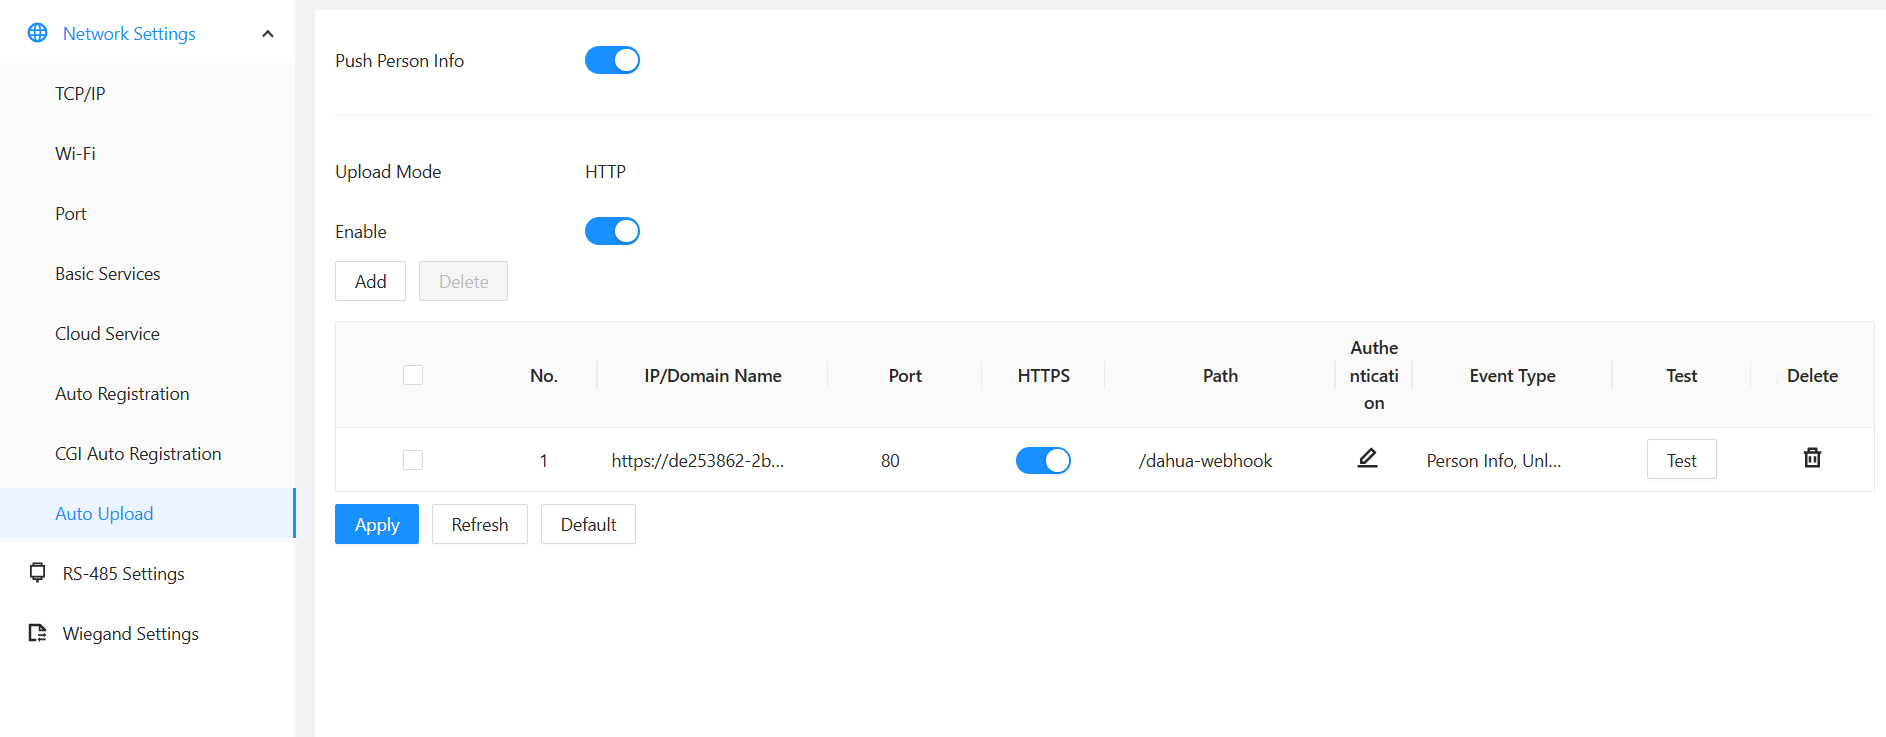 Network Settings
TCP/IP
Wi-Fi
Port
Basic Services
Cloud Service
Auto Registration
CGI Auto Registration
Auto Upload
RS-485 Settings
Wiegand Settings
Push Person Info
Upload Mode HTTP
Enable
Add Delete
No. IP/Domain Name Port HTTPS Path Authe
nticati
on Event Type Test Delete
1 https://de253862-2b... 80 /dahua-webhook Person Info, Unl... Test
Apply Refresh Default